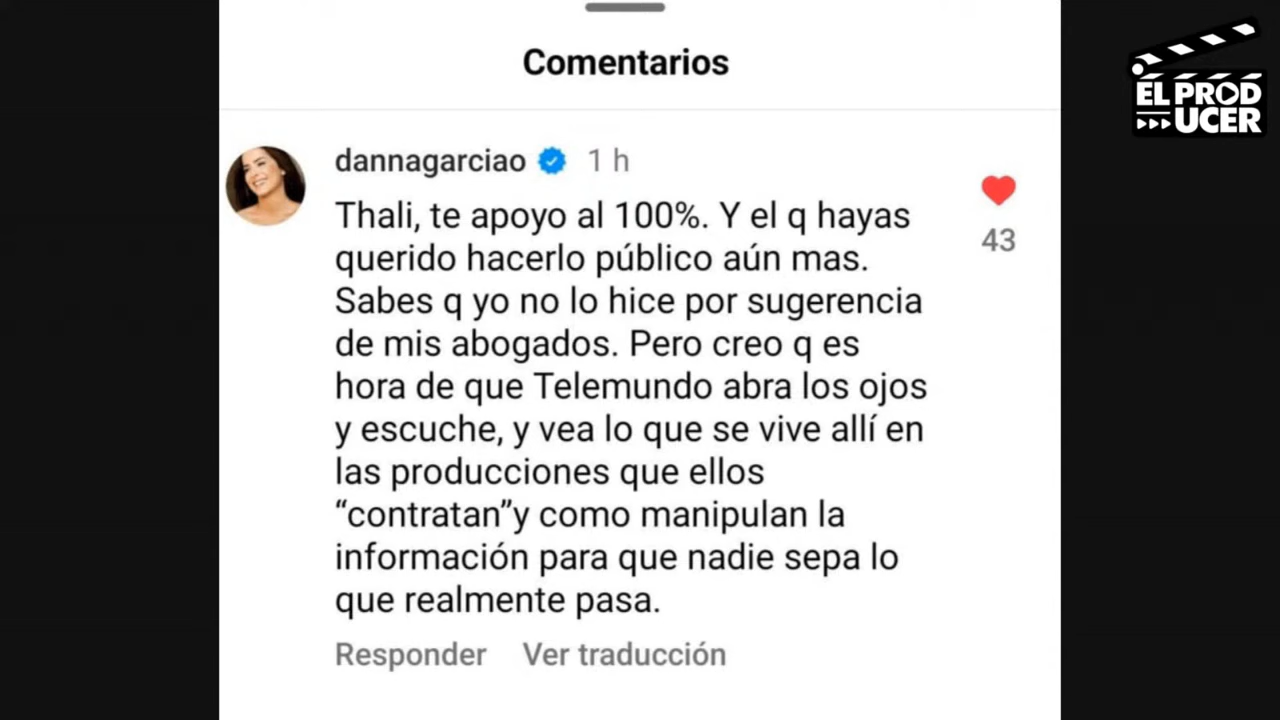 Comentarios
EL PROD
UCER
dannagarciao 1 h
Thali, te apoyo al 100%. Y el q hayas
querido hacerlo público aún mas.
Sabes q yo no lo hice por sugerencia
de mis abogados. Pero creo q es
hora de que Telemundo abra los ojos
y escuche, y vea lo que se vive allí en
las producciones que ellos
“contratan”y como manipulan la
información para que nadie sepa lo
que realmente pasa.
43
Responder Ver traducción